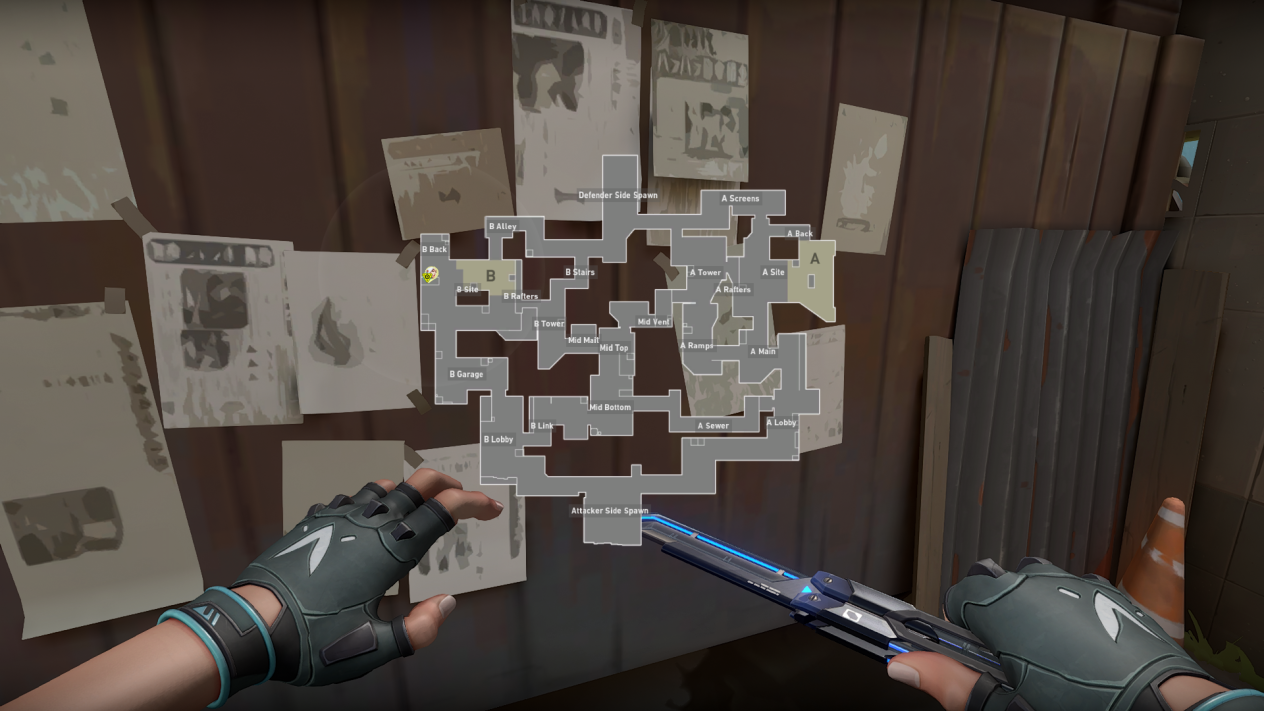 Defender Side Spawn
A Screens
B Alley
A Back
B Back
A
B Stairs
A Tower
A Site
B
B Site
A Rafters
B Rafters
B Tower
Mid Vent
Mid Mail
Mid Top
A Ramps
A Main
B Garage
Mid Bottom
B Link
A Sewer
A Lobby
B Lobby
Attacker Side Spawn